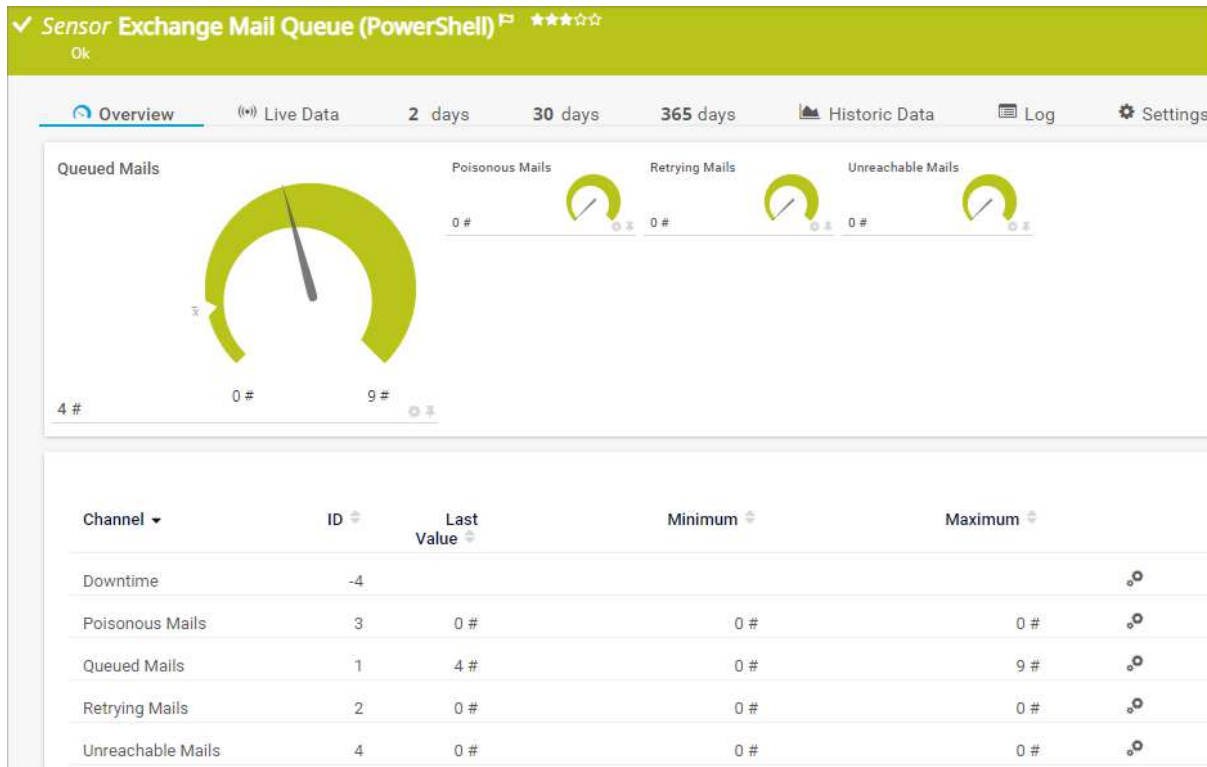 Sensor Exchange Mail Queue (PowerShell)
Ok
Overview Live Data 2 days 30 days 365 days Historic Data Log Settings
Queued Mails
Poisonous Mails
Retrying Mails
Unreachable Mails
0 #
0 #
0 #
x̄
0 #
9 #
4 #
Channel ID Last Value Minimum Maximum
Downtime -4
Poisonous Mails 3 0 # 0 # 0 #
Queued Mails 1 4 # 0 # 9 #
Retrying Mails 2 0 # 0 # 0 #
Unreachable Mails 4 0 # 0 # 0 #